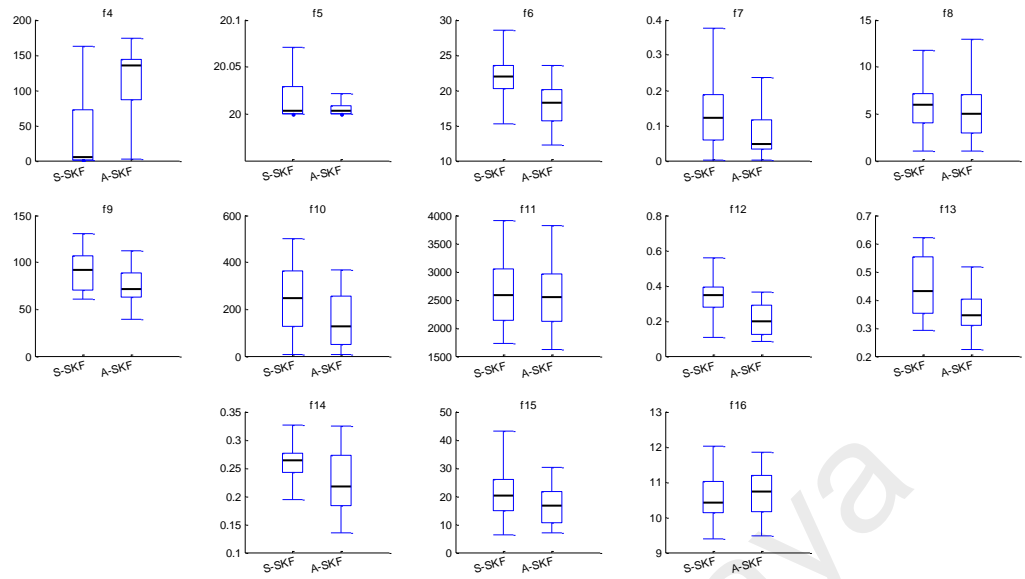 f4
200
150
100
50
0
S-SKF A-SKF
f5
20.1
20.05
20
S-SKF A-SKF
f6
30
25
20
15
10
S-SKF A-SKF
f7
0.4
0.3
0.2
0.1
0
S-SKF A-SKF
f8
15
10
5
0
S-SKF A-SKF
f9
150
100
50
0
S-SKF A-SKF
f10
600
400
200
0
S-SKF A-SKF
f11
4000
3500
3000
2500
2000
1500
S-SKF A-SKF
f12
0.8
0.6
0.4
0.2
0
S-SKF A-SKF
f13
0.7
0.6
0.5
0.4
0.3
0.2
S-SKF A-SKF
f14
0.35
0.3
0.25
0.2
0.15
0.1
S-SKF A-SKF
f15
50
40
30
20
10
0
S-SKF A-SKF
f16
13
12
11
10
9
S-SKF A-SKF
ya